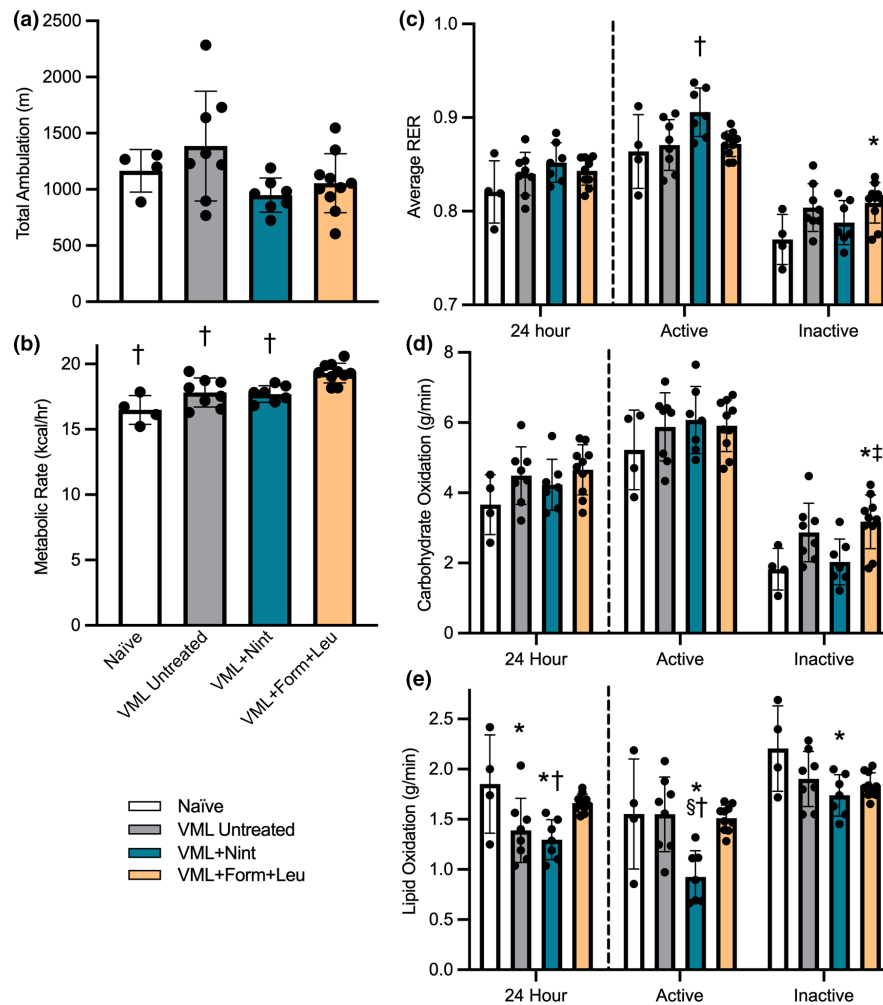 (a)
Total Ambulation (m)
2500
2000
1500
1000
500
0
(b)
Metabolic Rate (kcal/hr)
20
15
10
5
0
†
†
†
Naïve
VML Untreated
VML+Nint
VML+Form+Leu
Naïve
VML Untreated
VML+Nint
VML+Form+Leu
(c)
Average RER
1.0
0.9
0.8
0.7
†
*
24 hour
Active
Inactive
(d)
Carbohydrate Oxidation (g/min)
8
6
4
2
0
*‡
24 Hour
Active
Inactive
(e)
Lipid Oxidation (g/min)
2.5
2.0
1.5
1.0
0.5
0.0
*
*†
*
§†
*
24 Hour
Active
Inactive